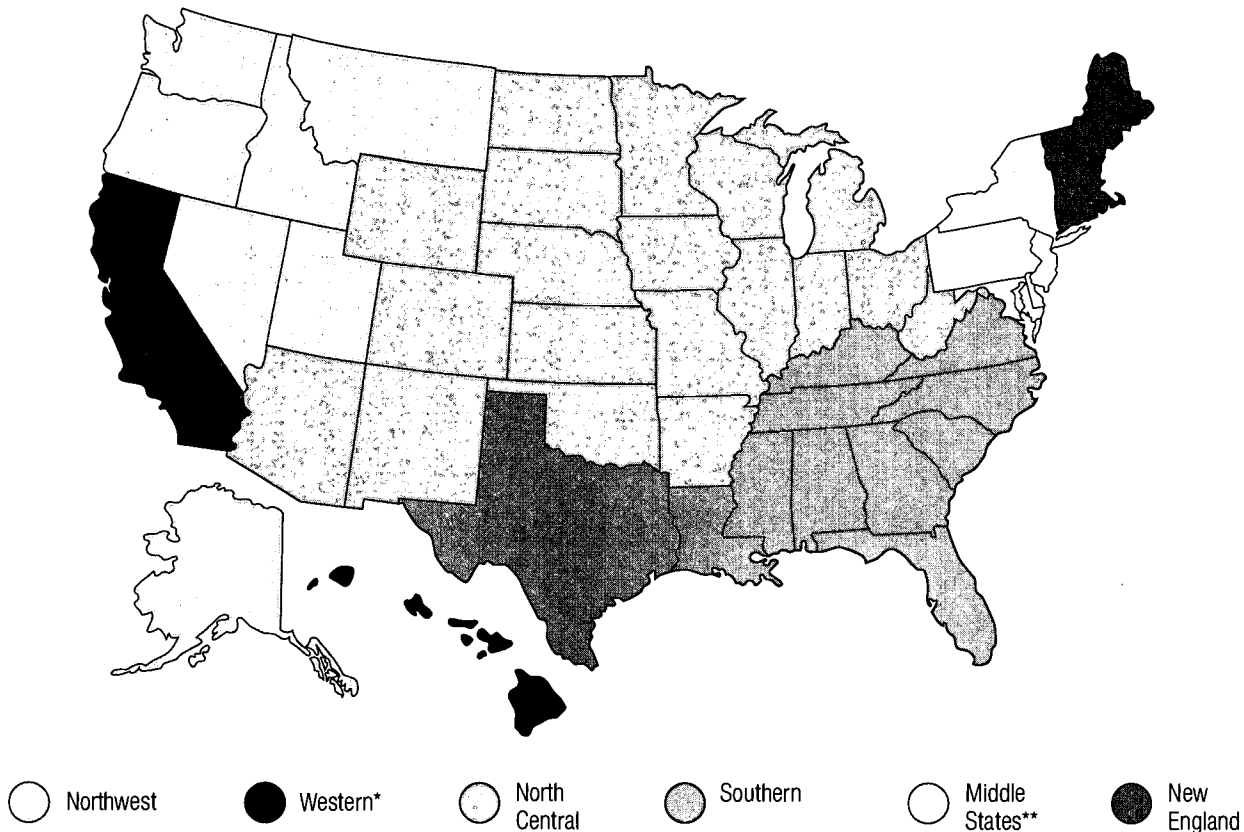 Northwest
Western*
North
Central
Southern
Middle
States**
New
England